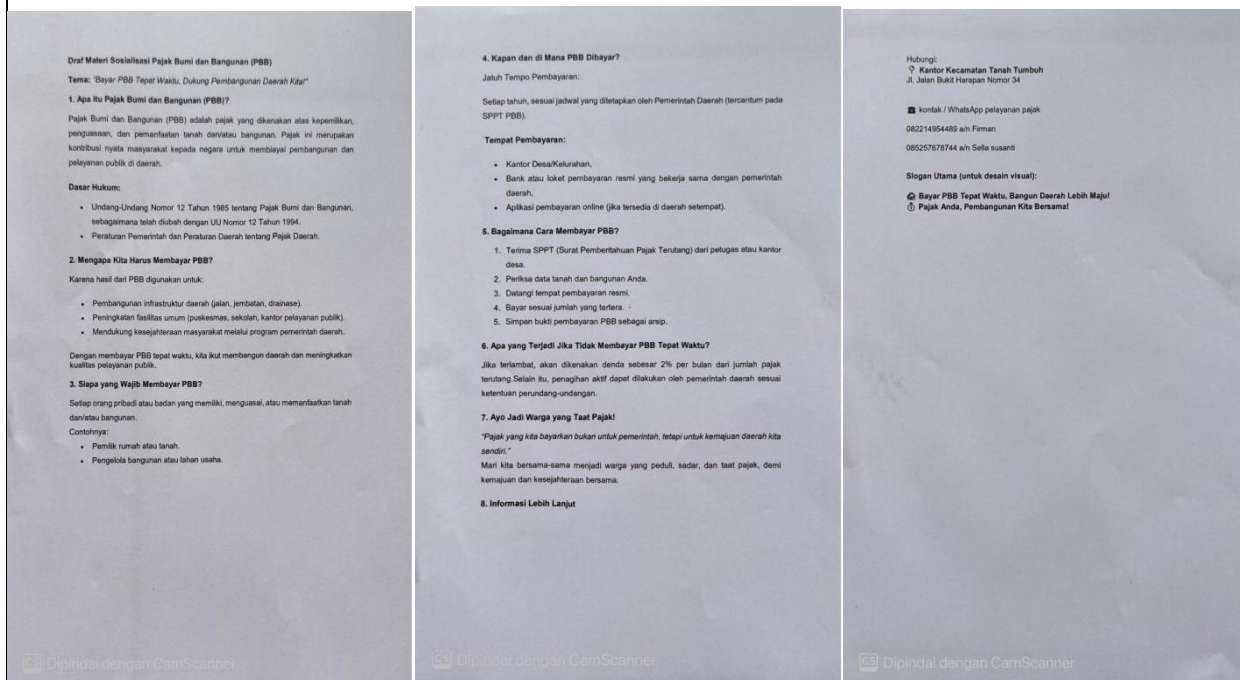 Draf Materi Sosialisasi Pajak Bumi dan Bangunan (PBB)
Tema: "Bayar PBB Tepat Waktu, Dukung Pembangunan Daerah Kita!"
1. Apa itu Pajak Bumi dan Bangunan (PBB)?
Pajak Bumi dan Bangunan (PBB) adalah pajak yang dikenakan atas kepemilikan,
penguasaan, dan pemanfaatan tanah dan/atau bangunan. Pajak ini merupakan
kontribusi nyata masyarakat kepada negara untuk membiayai pembangunan dan
pelayanan publik di daerah.
Dasar Hukum:
• Undang-Undang Nomor 12 Tahun 1985 tentang Pajak Bumi dan Bangunan,
sebagaimana telah diubah dengan UU Nomor 12 Tahun 1994.
• Peraturan Pemerintah dan Peraturan Daerah tentang Pajak Daerah.
2. Mengapa Kita Harus Membayar PBB?
Karena hasil dari PBB digunakan untuk:
• Pembangunan infrastruktur daerah (jalan, jembatan, drainase).
• Peningkatan fasilitas umum (puskesmas, sekolah, kantor pelayanan publik).
• Mendukung kesejahteraan masyarakat melalui program pemerintah daerah.
Dengan membayar PBB tepat waktu, kita ikut membangun daerah dan meningkatkan
kualitas pelayanan publik.
3. Siapa yang Wajib Membayar PBB?
Setiap orang pribadi atau badan yang memiliki, menguasai, atau memanfaatkan tanah
dan/atau bangunan.
Contohnya:
• Pemilik rumah atau tanah.
• Pengelola bangunan atau lahan usaha.
CS Dipindai dengan CamScanner
4. Kapan dan di Mana PBB Dibayar?
Jatuh Tempo Pembayaran:
Setiap tahun, sesuai jadwal yang ditetapkan oleh Pemerintah Daerah (tercantum pada
SPPT PBB).
Tempat Pembayaran:
• Kantor Desa/Kelurahan,
• Bank atau loket pembayaran resmi yang bekerja sama dengan pemerintah
daerah,
• Aplikasi pembayaran online (jika tersedia di daerah setempat).
5. Bagaimana Cara Membayar PBB?
1. Terima SPPT (Surat Pemberitahuan Pajak Terutang) dari petugas atau kantor
desa.
2. Periksa data tanah dan bangunan Anda.
3. Datangi tempat pembayaran resmi.
4. Bayar sesuai jumlah yang tertera.
5. Simpan bukti pembayaran PBB sebagai arsip.
6. Apa yang Terjadi Jika Tidak Membayar PBB Tepat Waktu?
Jika terlambat, akan dikenakan denda sebesar 2% per bulan dari jumlah pajak
terutang.Selain itu, penagihan aktif dapat dilakukan oleh pemerintah daerah sesuai
ketentuan perundang-undangan.
7. Ayo Jadi Warga yang Taat Pajak!
"Pajak yang kita bayarkan bukan untuk pemerintah, tetapi untuk kemajuan daerah kita
sendiri."
Mari kita bersama-sama menjadi warga yang peduli, sadar, dan taat pajak, demi
kemajuan dan kesejahteraan bersama.
8. Informasi Lebih Lanjut
CS Dipindai dengan CamScanner
Hubungi:
Kantor Kecamatan Tanah Tumbuh
Jl. Jalan Bukit Harapan Nomor 34
kontak / WhatsApp pelayanan pajak
082214954489 a/n Firman
085257678744 a/n Sella susanti
Slogan Utama (untuk desain visual):
Bayar PBB Tepat Waktu, Bangun Daerah Lebih Maju!
Pajak Anda, Pembangunan Kita Bersama!
CS Dipindai dengan CamScanner